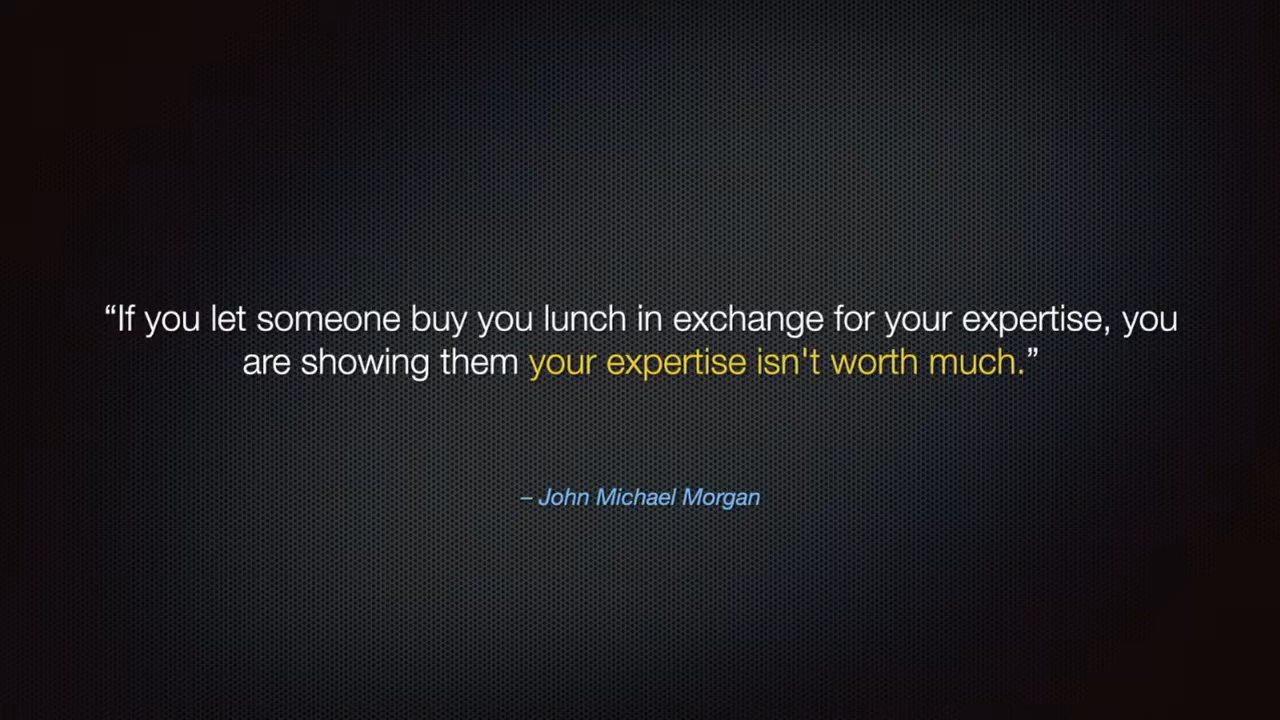 “If you let someone buy you lunch in exchange for your expertise, you
are showing them your expertise isn't worth much.”
– John Michael Morgan